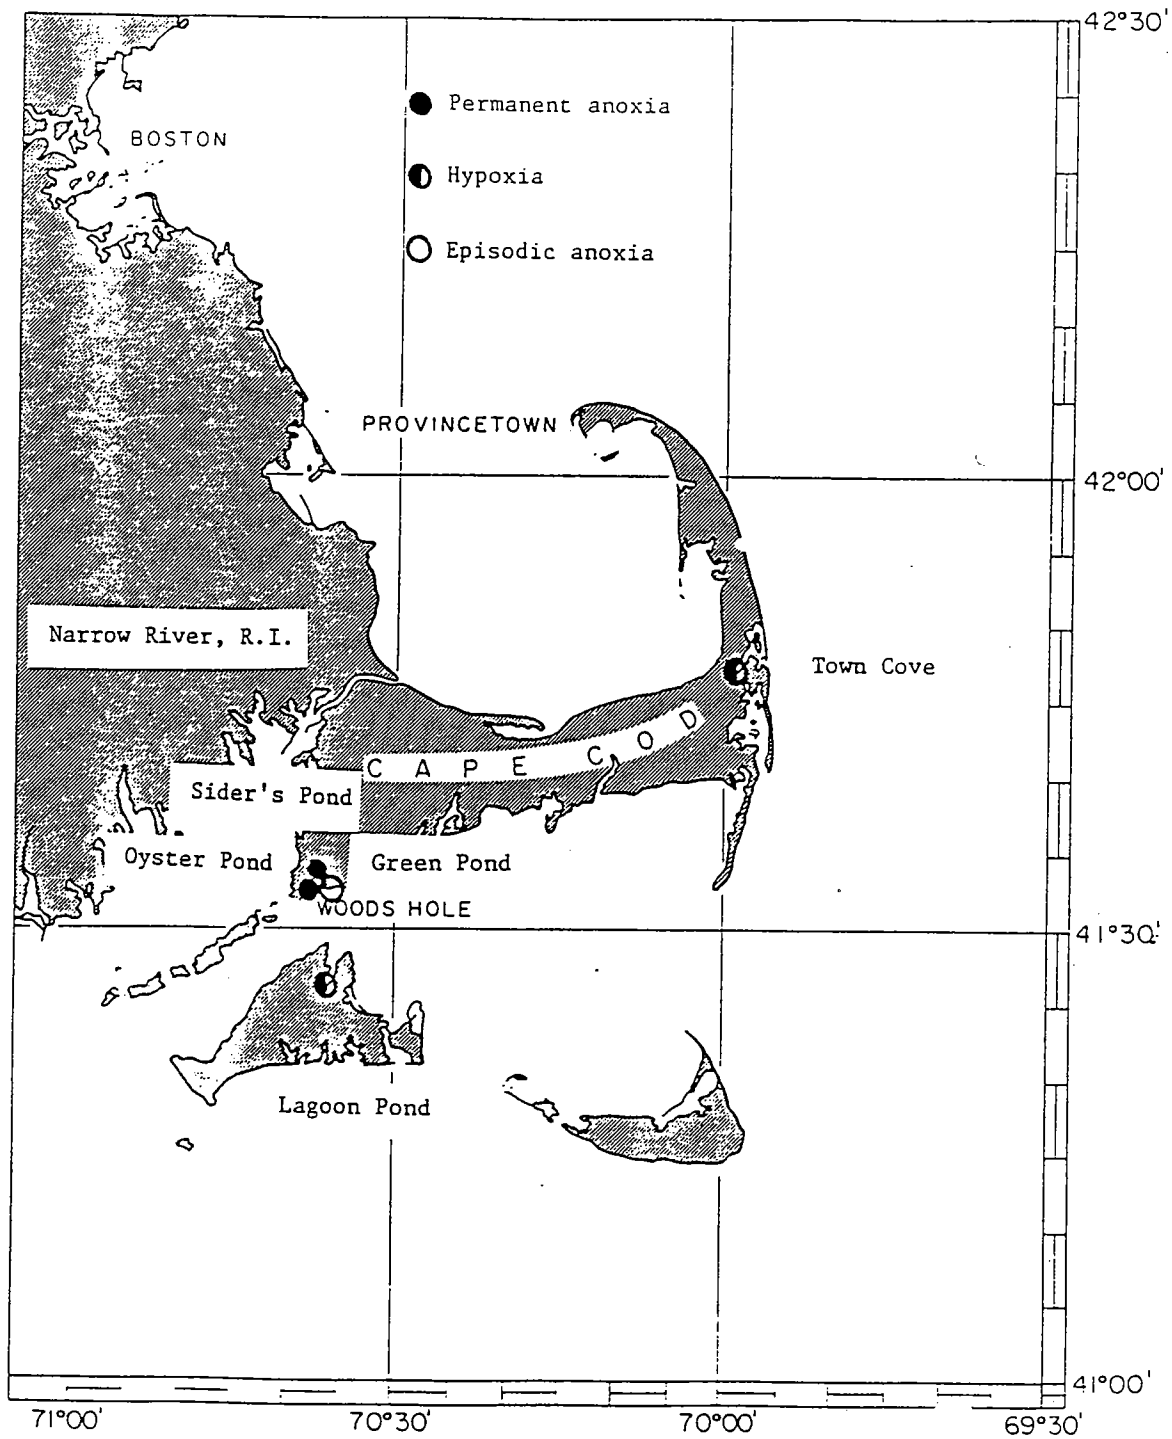 42°30'
Permanent anoxia
BOSTON
Hypoxia
Episodic anoxia
PROVINCETOWN
42°00'
Narrow River, R.I.
Town Cove
CAPE COD
Sider's Pond
Oyster Pond
Green Pond
WOODS HOLE
41°30'
Lagoon Pond
41°00'
71°00' 70°30' 70°00' 69°30'